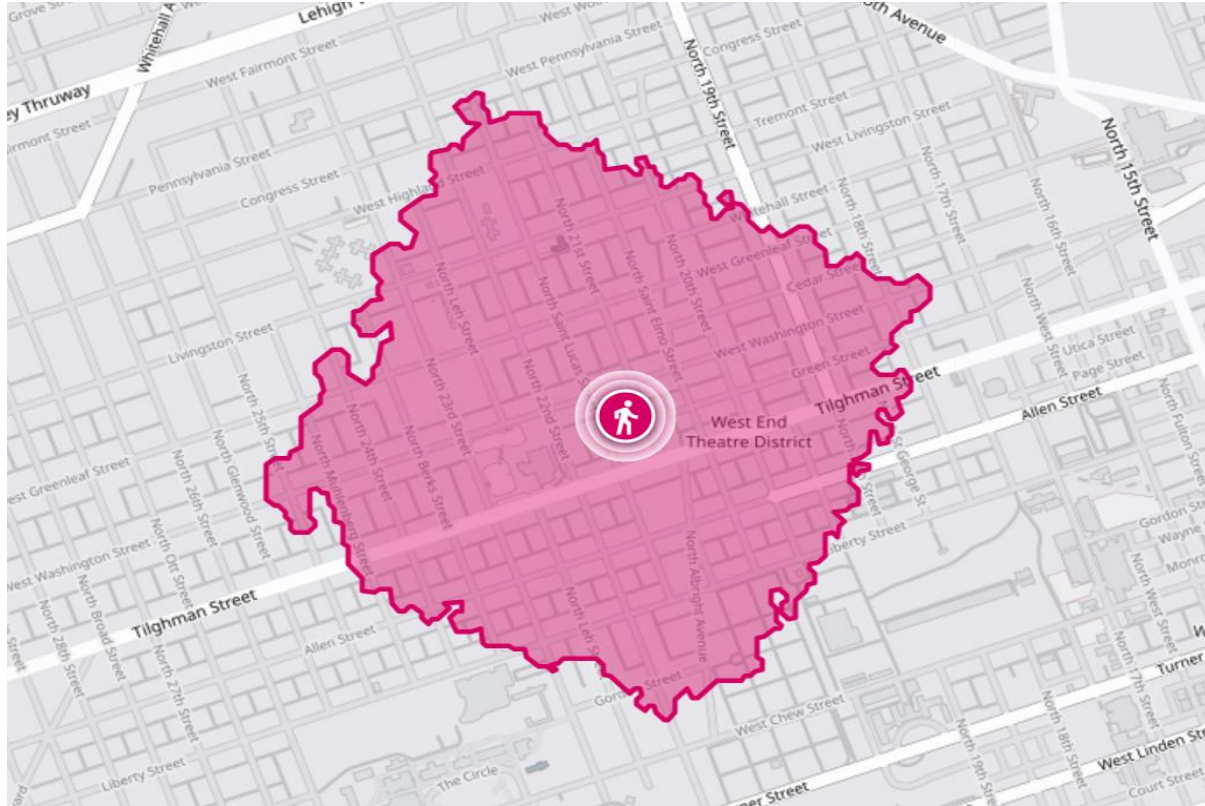 Grove Street
Whitehall A
Lehigh
West Woo
0th Avenue
North 19th Street
Congress Street
West Fairmont Street
West Pennsylvania Street
ey Thruway
Tremont Street
West Livingston Street
North 15th Street
airmont Street
Pennsylvania Street
Congress Street
West Highland Street
North 17th Street
North 16th Street
Whitehall Street
North 18th Street
North 21st Street
West Greenleaf Street
Cedar Street
North 20th Street
North Leh Street
North Saint Lucas S
North Saint Elmo Street
North West Street
Livingston Street
West Washington Street
Utica Street
Page Street
Green Street
Tilghman Street
North 23rd Street
North 22nd Street
Allen Street
West End
Theatre District
North 25th Street
North 24th Street
North Fulton Street
North Berks Street
North Muhlenberg Street
North Glenwood Street
North 26th Street
est Greenleaf Street
St George St
Gordon Street
Wayne
Liberty Street
Monro
West Washington Street
North Ott Street
North Albright Avenue
North West Street
North Broad Street
North 28th Street
Tilghman Street
Allen Street
North Leh Street
North 27th Street
Gordon Street
Turner
West Chew Street
North 17th Street
North 18th Street
North 19th Street
Liberty Street
The Circle
West Linden Str
Turner Street
Court Street